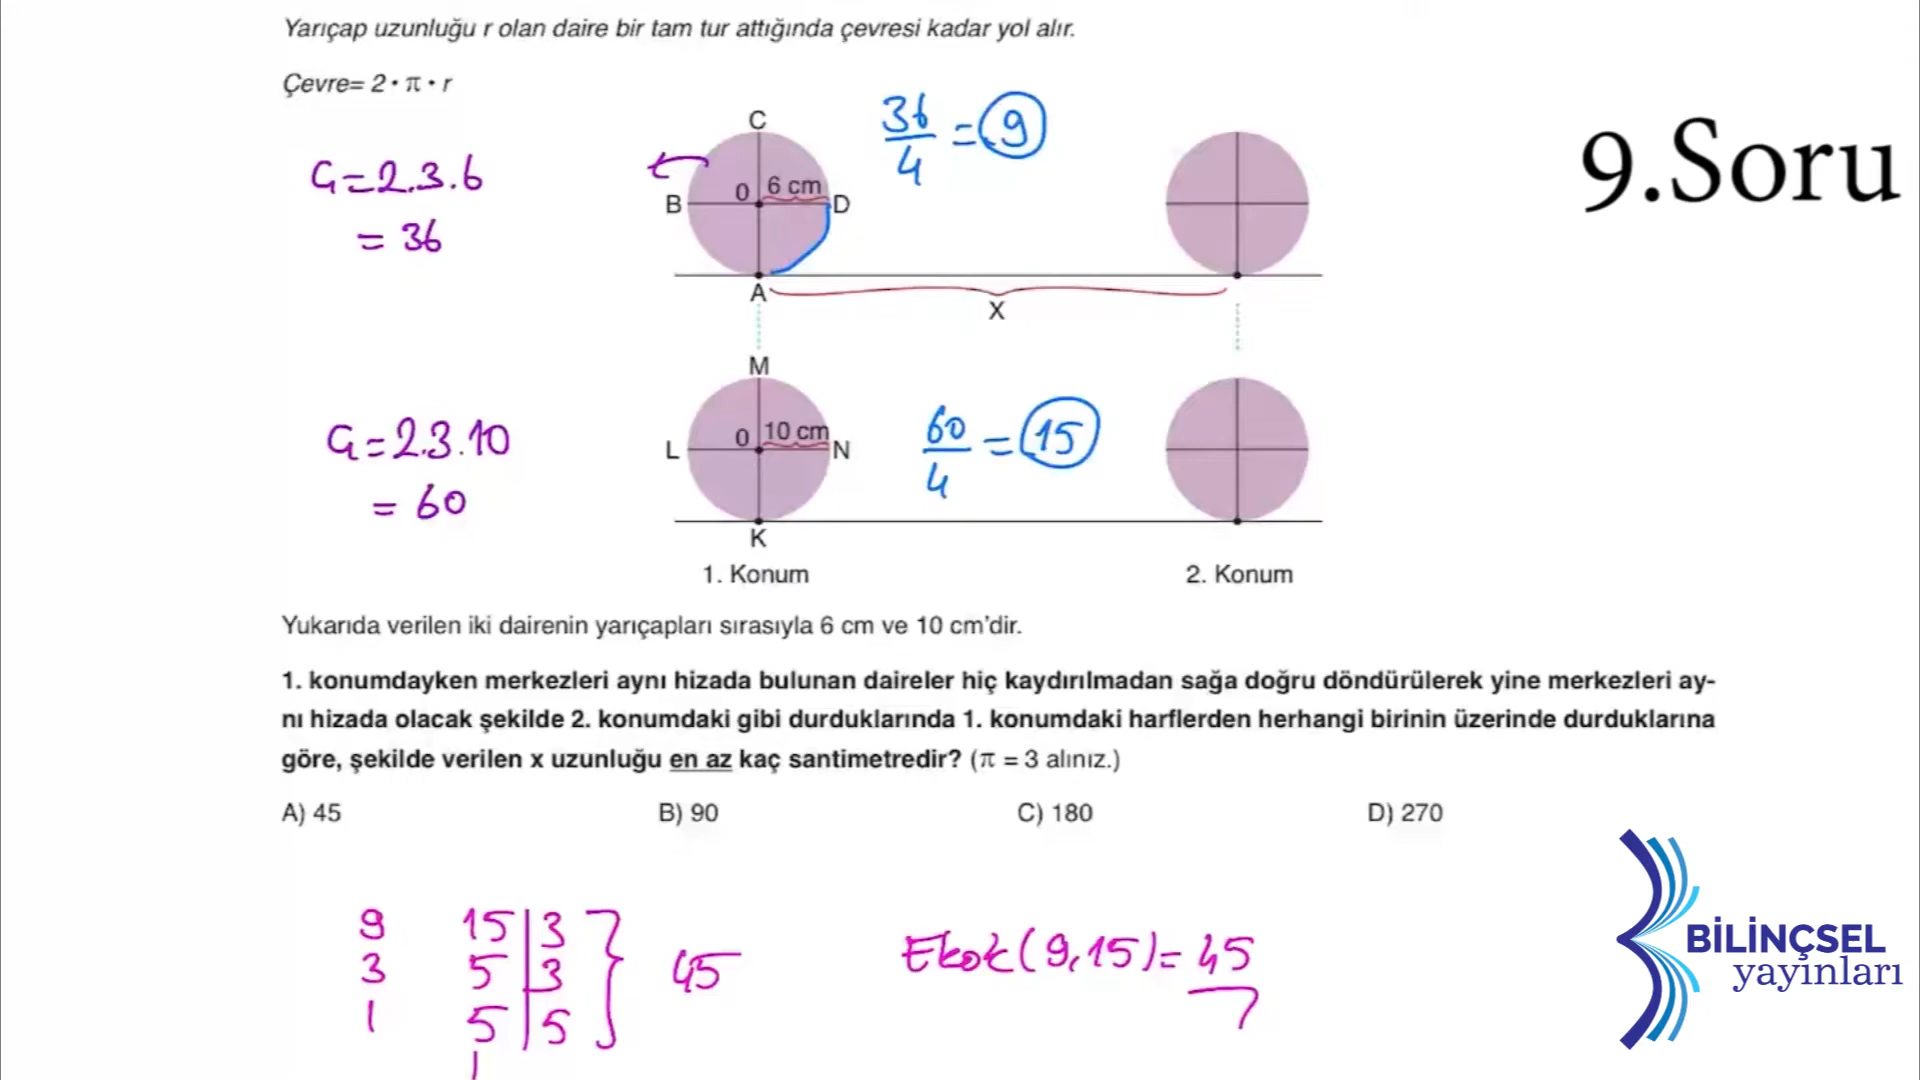 Yarıçap uzunluğu r olan daire bir tam tur attığında çevresi kadar yol alır.
Çevre= 2 • π • r
9.Soru
Ç=2.3.6
= 36
36/4 = 9
C
B
0
6 cm
D
A
X
Ç=2.3.10
= 60
60/4 = 15
M
L
0
10 cm
N
K
1. Konum
2. Konum
Yukarıda verilen iki dairenin yarıçapları sırasıyla 6 cm ve 10 cm'dir.
1. konumdayken merkezleri aynı hizada bulunan daireler hiç kaydırılmadan sağa doğru döndürülerek yine merkezleri ay-
nı hizada olacak şekilde 2. konumdaki gibi durduklarında 1. konumdaki harflerden herhangi birinin üzerinde durduklarına
göre, şekilde verilen x uzunluğu en az kaç santimetredir? (π = 3 alınız.)
A) 45 B) 90 C) 180 D) 270
9 15 | 3
3 5 | 3
1 5 | 5
1
45
Ekok(9,15)=45
BİLİNÇSEL
yayınları